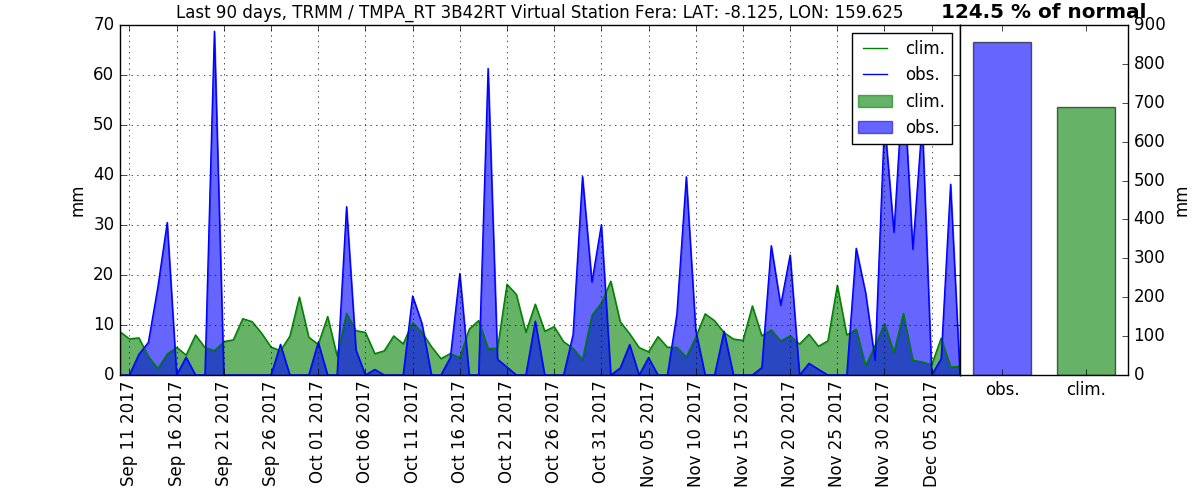 Last 90 days, TRMM / TMPA_RT 3B42RT Virtual Station Fera: LAT: -8.125, LON: 159.625
124.5 % of normal
70
60
50
40
30
20
10
0
mm
clim.
obs.
clim.
obs.
900
800
700
600
500
400
300
200
100
0
mm
obs.
clim.
Sep 11 2017
Sep 16 2017
Sep 21 2017
Sep 26 2017
Oct 01 2017
Oct 06 2017
Oct 11 2017
Oct 16 2017
Oct 21 2017
Oct 26 2017
Oct 31 2017
Nov 05 2017
Nov 10 2017
Nov 15 2017
Nov 20 2017
Nov 25 2017
Nov 30 2017
Dec 05 2017